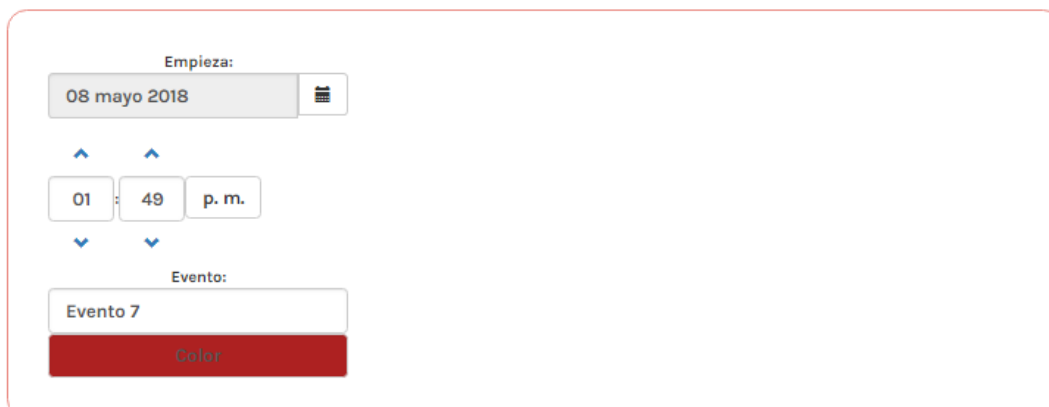 Empieza:
08 mayo 2018
01 : 49 p. m.
Evento:
Evento 7
Color